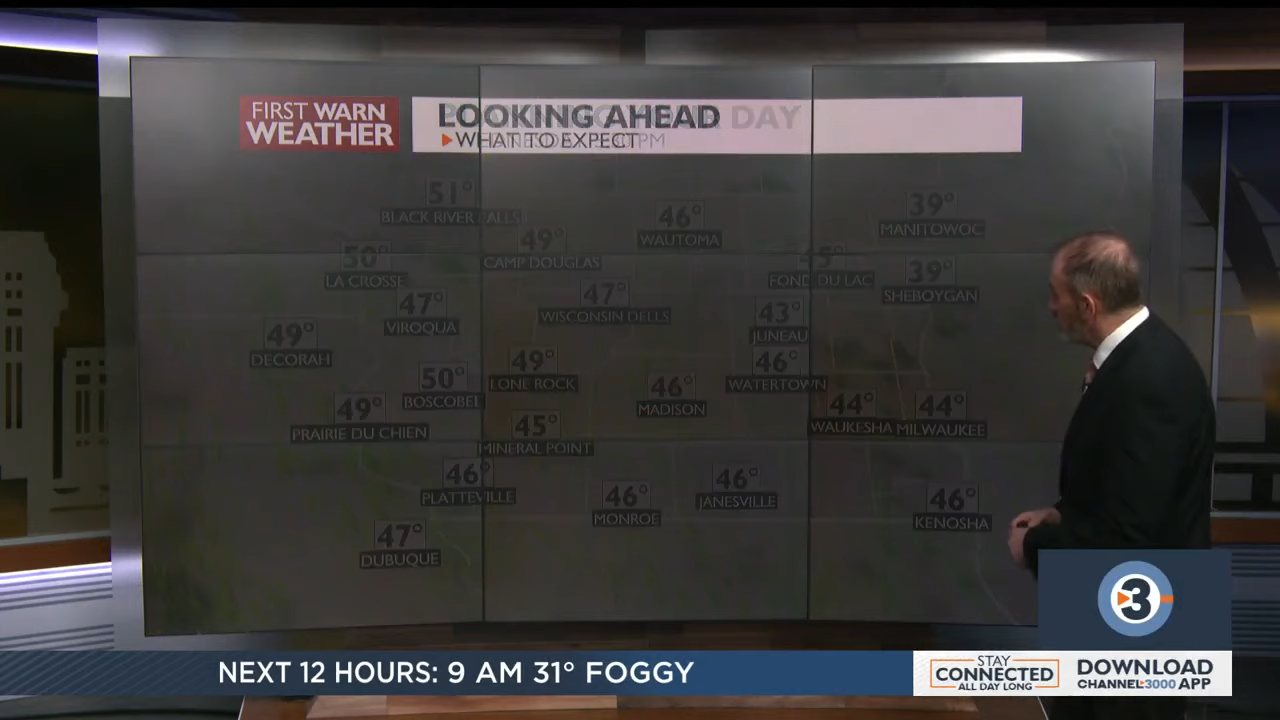 FIRST WARN
WEATHER
LOOKING AHEAD
DAY
WHAT TO EXPECT
PM
51°
BLACK RIVER FALLS
46°
WAUTOMA
39°
MANITOWOC
49°
CAMP DOUGLAS
50°
LA CROSSE
45°
FOND DU LAC
39°
SHEBOYGAN
47°
VIROQUA
47°
WISCONSIN DELLS
43°
JUNEAU
49°
DECORAH
49°
LONE ROCK
46°
WATERTOWN
50°
BOSCOBEL
46°
MADISON
49°
PRAIRIE DU CHIEN
45°
MINERAL POINT
44°
WAUKESHA
44°
MILWAUKEE
46°
PLATTEVILLE
46°
MONROE
46°
JANESVILLE
46°
KENOSHA
47°
DUBUQUE
3
NEXT 12 HOURS: 9 AM 31° FOGGY
STAY
CONNECTED
ALL DAY LONG
DOWNLOAD
CHANNEL3000 APP